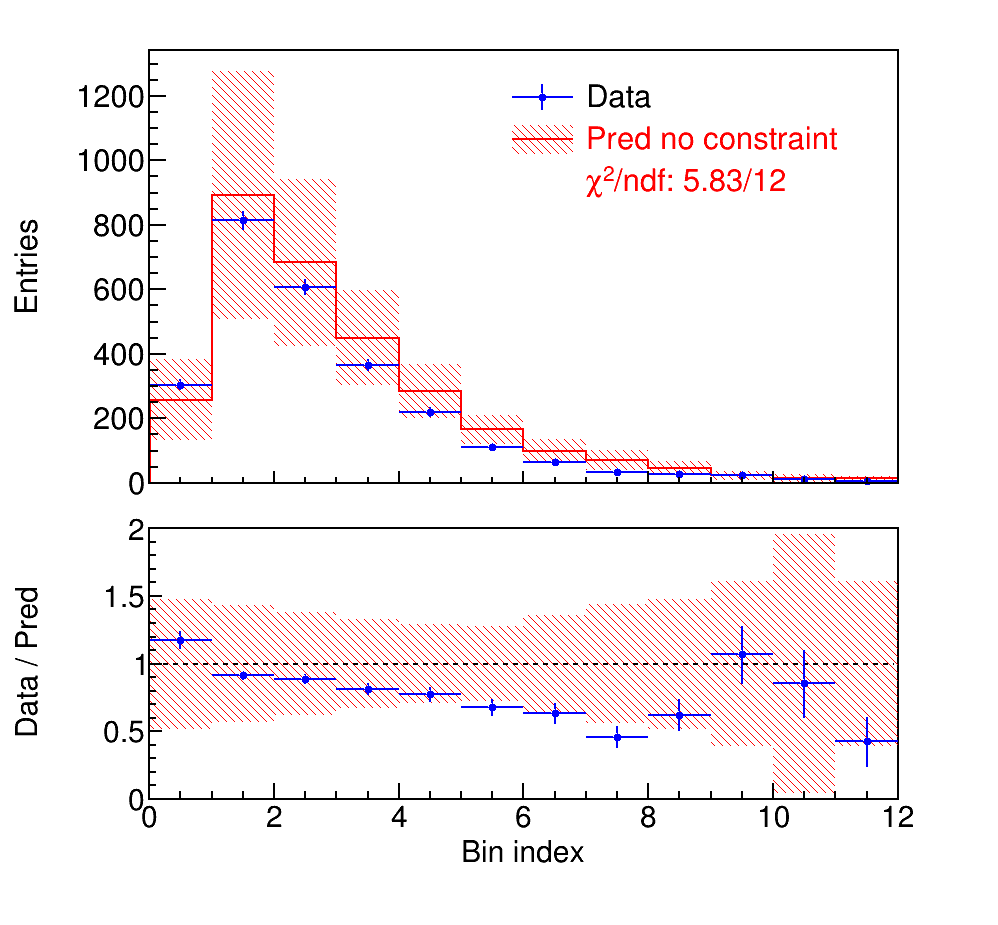 1200
1000
800
600
400
200
0
Entries
Data
Pred no constraint
χ²/ndf: 5.83/12
2
1.5
1
0.5
0
Data / Pred
0 2 4 6 8 10 12
Bin index